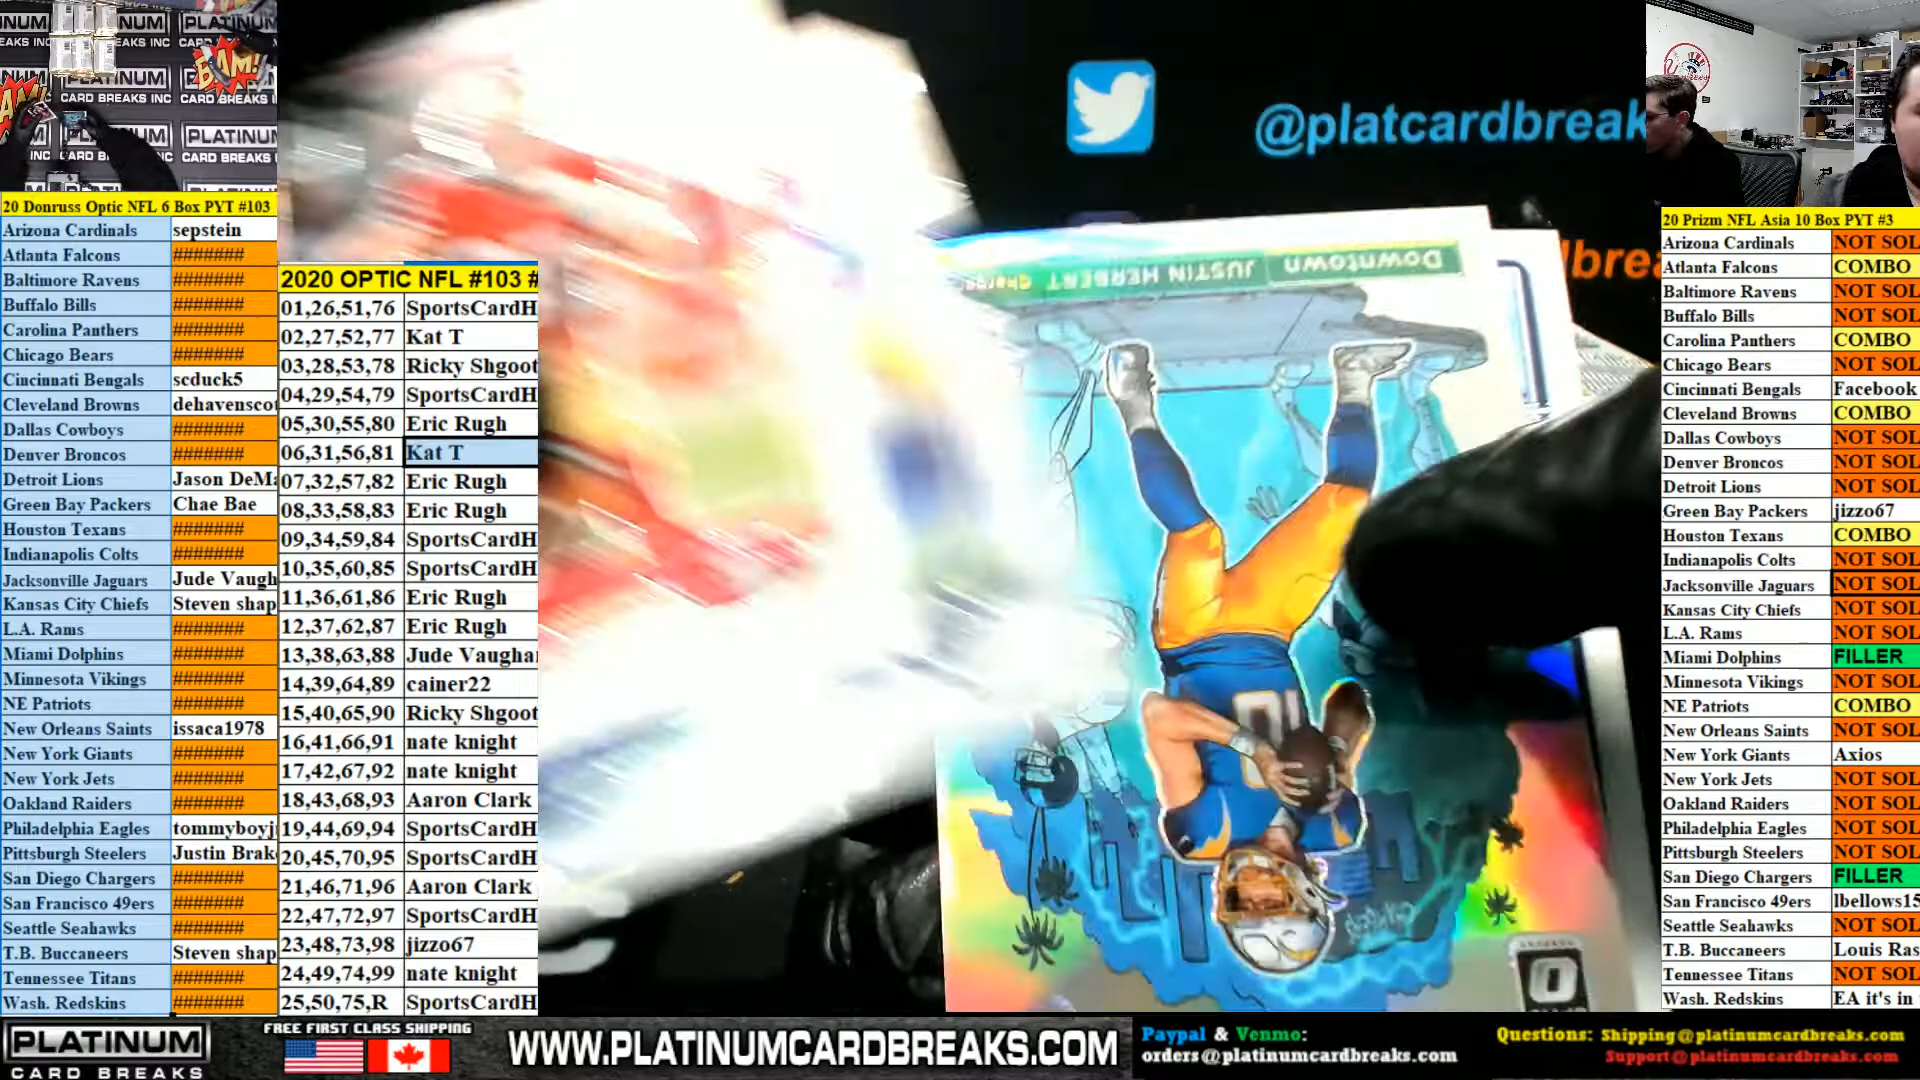 PLATINUM
CARD BREAKS INC
BAM!
PLATINUM
CARD BREAKS
20 Donruss Optic NFL 6 Box PYT #103
Arizona Cardinals sepstein
Atlanta Falcons #######
Baltimore Ravens #######
Buffalo Bills #######
Carolina Panthers #######
Chicago Bears #######
Cincinnati Bengals scduck5
Cleveland Browns dehavenscot
Dallas Cowboys #######
Denver Broncos #######
Detroit Lions Jason DeMa
Green Bay Packers Chae Bae
Houston Texans #######
Indianapolis Colts #######
Jacksonville Jaguars Jude Vaugh
Kansas City Chiefs Steven shap
L.A. Rams #######
Miami Dolphins #######
Minnesota Vikings #######
NE Patriots #######
New Orleans Saints issaca1978
New York Giants #######
New York Jets #######
Oakland Raiders #######
Philadelphia Eagles tommyboyj
Pittsburgh Steelers Justin Brak
San Diego Chargers #######
San Francisco 49ers #######
Seattle Seahawks #######
T.B. Buccaneers Steven shap
Tennessee Titans #######
Wash. Redskins #######
2020 OPTIC NFL #103 #
01,26,51,76 SportsCardH
02,27,52,77 Kat T
03,28,53,78 Ricky Shgoot
04,29,54,79 SportsCardH
05,30,55,80 Eric Rugh
06,31,56,81 Kat T
07,32,57,82 Eric Rugh
08,33,58,83 Eric Rugh
09,34,59,84 SportsCardH
10,35,60,85 SportsCardH
11,36,61,86 Eric Rugh
12,37,62,87 Eric Rugh
13,38,63,88 Jude Vaugha
14,39,64,89 cainer22
15,40,65,90 Ricky Shgoot
16,41,66,91 nate knight
17,42,67,92 nate knight
18,43,68,93 Aaron Clark
19,44,69,94 SportsCardH
20,45,70,95 SportsCardH
21,46,71,96 Aaron Clark
22,47,72,97 SportsCardH
23,48,73,98 jizzo67
24,49,74,99 nate knight
25,50,75,R SportsCardH
@platcardbreak
dbrea
Downtown JUSTIN HERBERT Chargers
10
20 Prizm NFL Asia 10 Box PYT #3
Arizona Cardinals NOT SOL
Atlanta Falcons COMBO
Baltimore Ravens NOT SOL
Buffalo Bills NOT SOL
Carolina Panthers COMBO
Chicago Bears NOT SOL
Cincinnati Bengals Facebook
Cleveland Browns COMBO
Dallas Cowboys NOT SOL
Denver Broncos NOT SOL
Detroit Lions NOT SOL
Green Bay Packers jizzo67
Houston Texans COMBO
Indianapolis Colts NOT SOL
Jacksonville Jaguars NOT SOL
Kansas City Chiefs NOT SOL
L.A. Rams NOT SOL
Miami Dolphins FILLER
Minnesota Vikings NOT SOL
NE Patriots COMBO
New Orleans Saints NOT SOL
New York Giants Axios
New York Jets NOT SOL
Oakland Raiders NOT SOL
Philadelphia Eagles NOT SOL
Pittsburgh Steelers NOT SOL
San Diego Chargers FILLER
San Francisco 49ers lbellows15
Seattle Seahawks NOT SOL
T.B. Buccaneers Louis Ras
Tennessee Titans NOT SOL
Wash. Redskins EA it's in
PLATINUM
CARD BREAKS
FREE FIRST CLASS SHIPPING
WWW.PLATINUMCARDBREAKS.COM
Paypal & Venmo:
orders@platinumcardbreaks.com
Questions: Shipping@platinumcardbreaks.com
Support@platinumcardbreaks.com